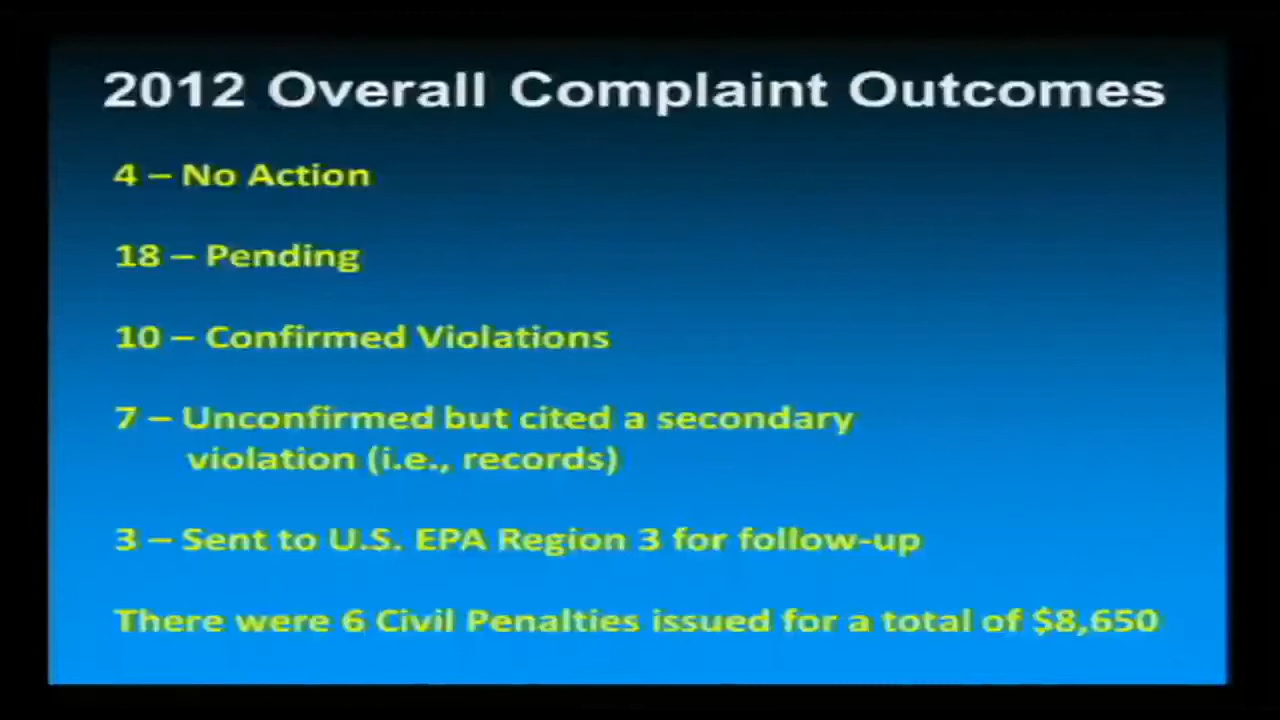 2012 Overall Complaint Outcomes
4 – No Action
18 – Pending
10 – Confirmed Violations
7 – Unconfirmed but cited a secondary
violation (i.e., records)
3 – Sent to U.S. EPA Region 3 for follow-up
There were 6 Civil Penalties issued for a total of $8,650